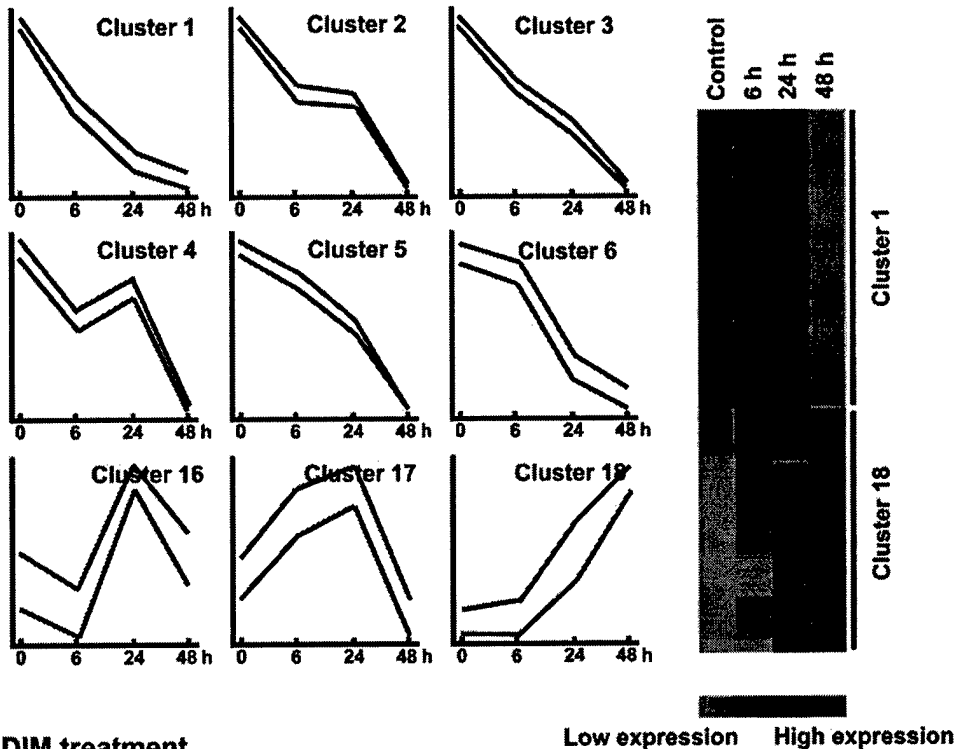 Cluster 1
Cluster 2
Cluster 3
0 6 24 48 h
0 6 24 48 h
0 6 24 48 h
Cluster 4
Cluster 5
Cluster 6
0 6 24 48 h
0 6 24 48 h
0 6 24 48 h
Cluster 16
Cluster 17
Cluster 18
0 6 24 48 h
0 6 24 48 h
0 6 24 48 h
DIM treatment
Control
6 h
24 h
48 h
Cluster 1
Cluster 18
Low expression High expression